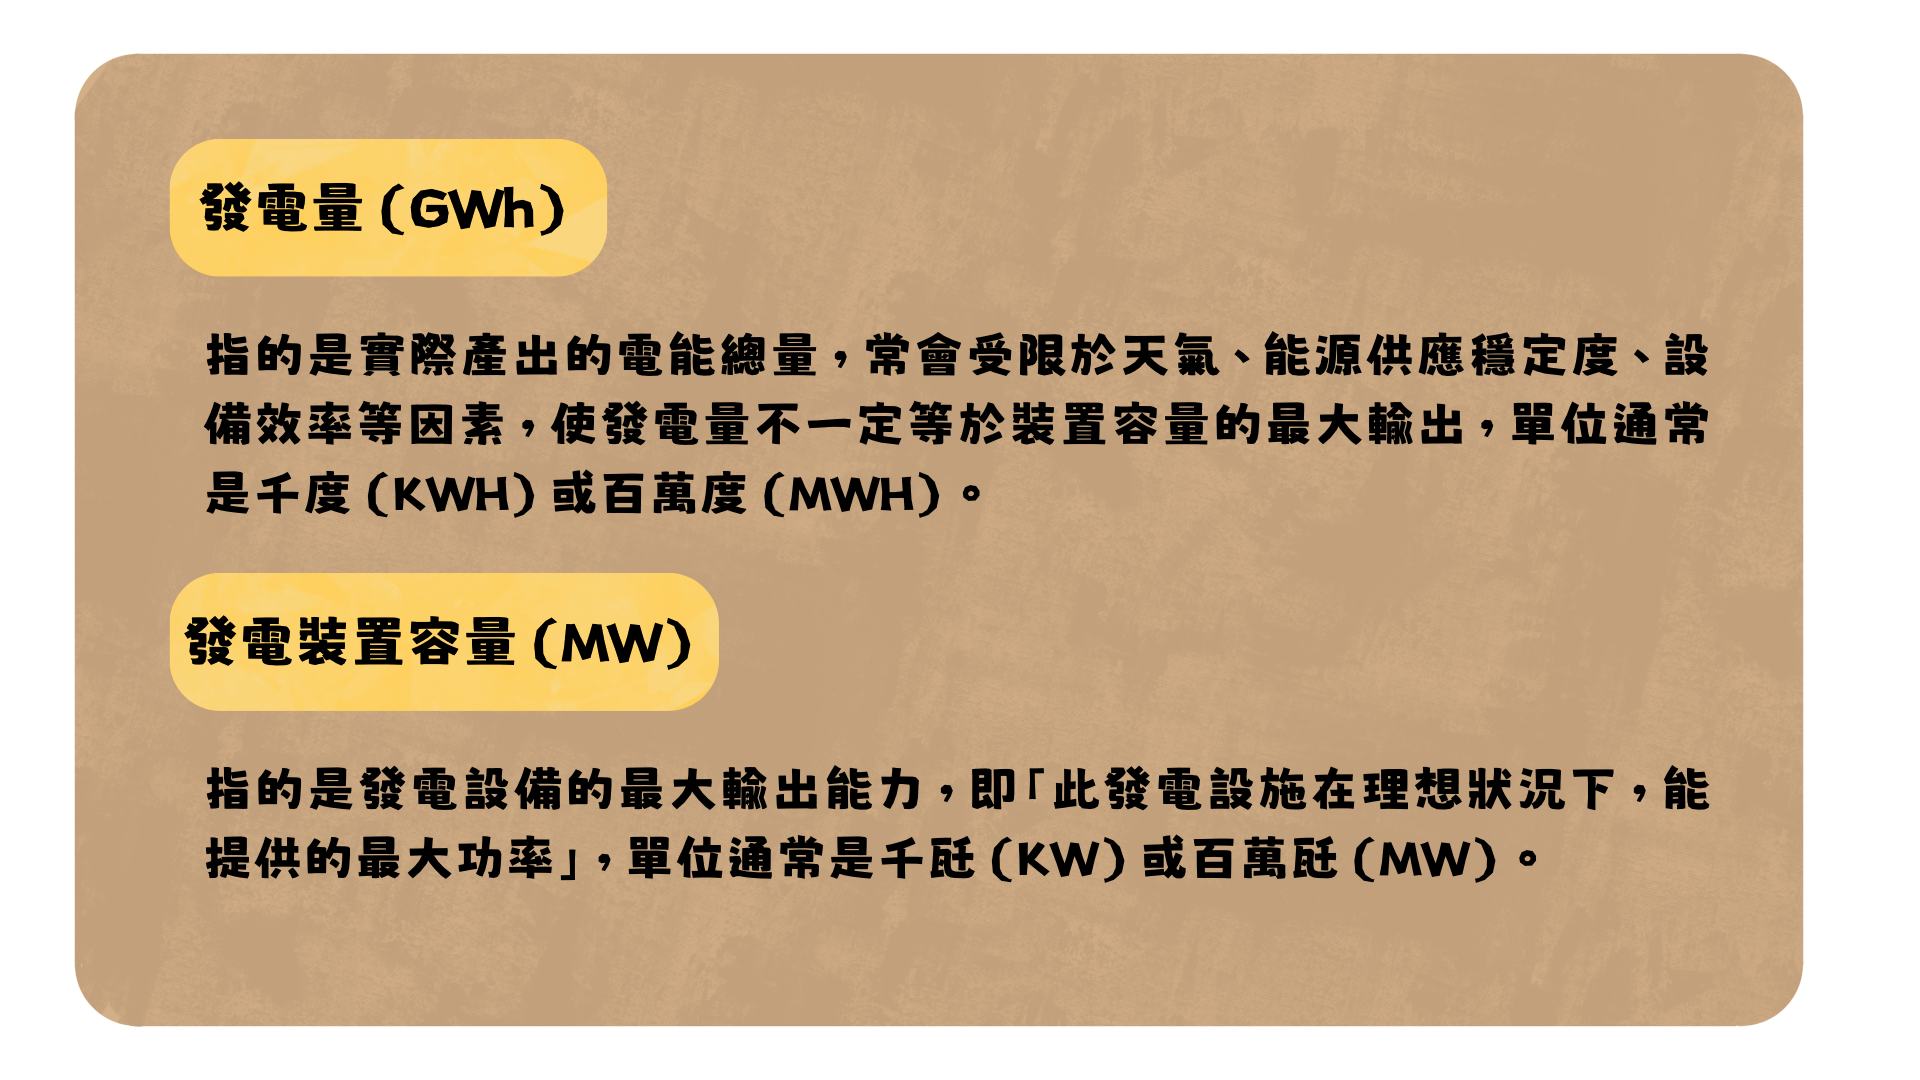 發電量 (GWh)
指的是實際產出的電能總量，常會受限於天氣、能源供應穩定度、設
備效率等因素，使發電量不一定等於裝置容量的最大輸出，單位通常
是千度 (KWH) 或百萬度 (MWH) 。
發電裝置容量 (MW)
指的是發電設備的最大輸出能力，即「此發電設施在理想狀況下，能
提供的最大功率」，單位通常是千瓩 (KW) 或百萬瓩 (MW) 。